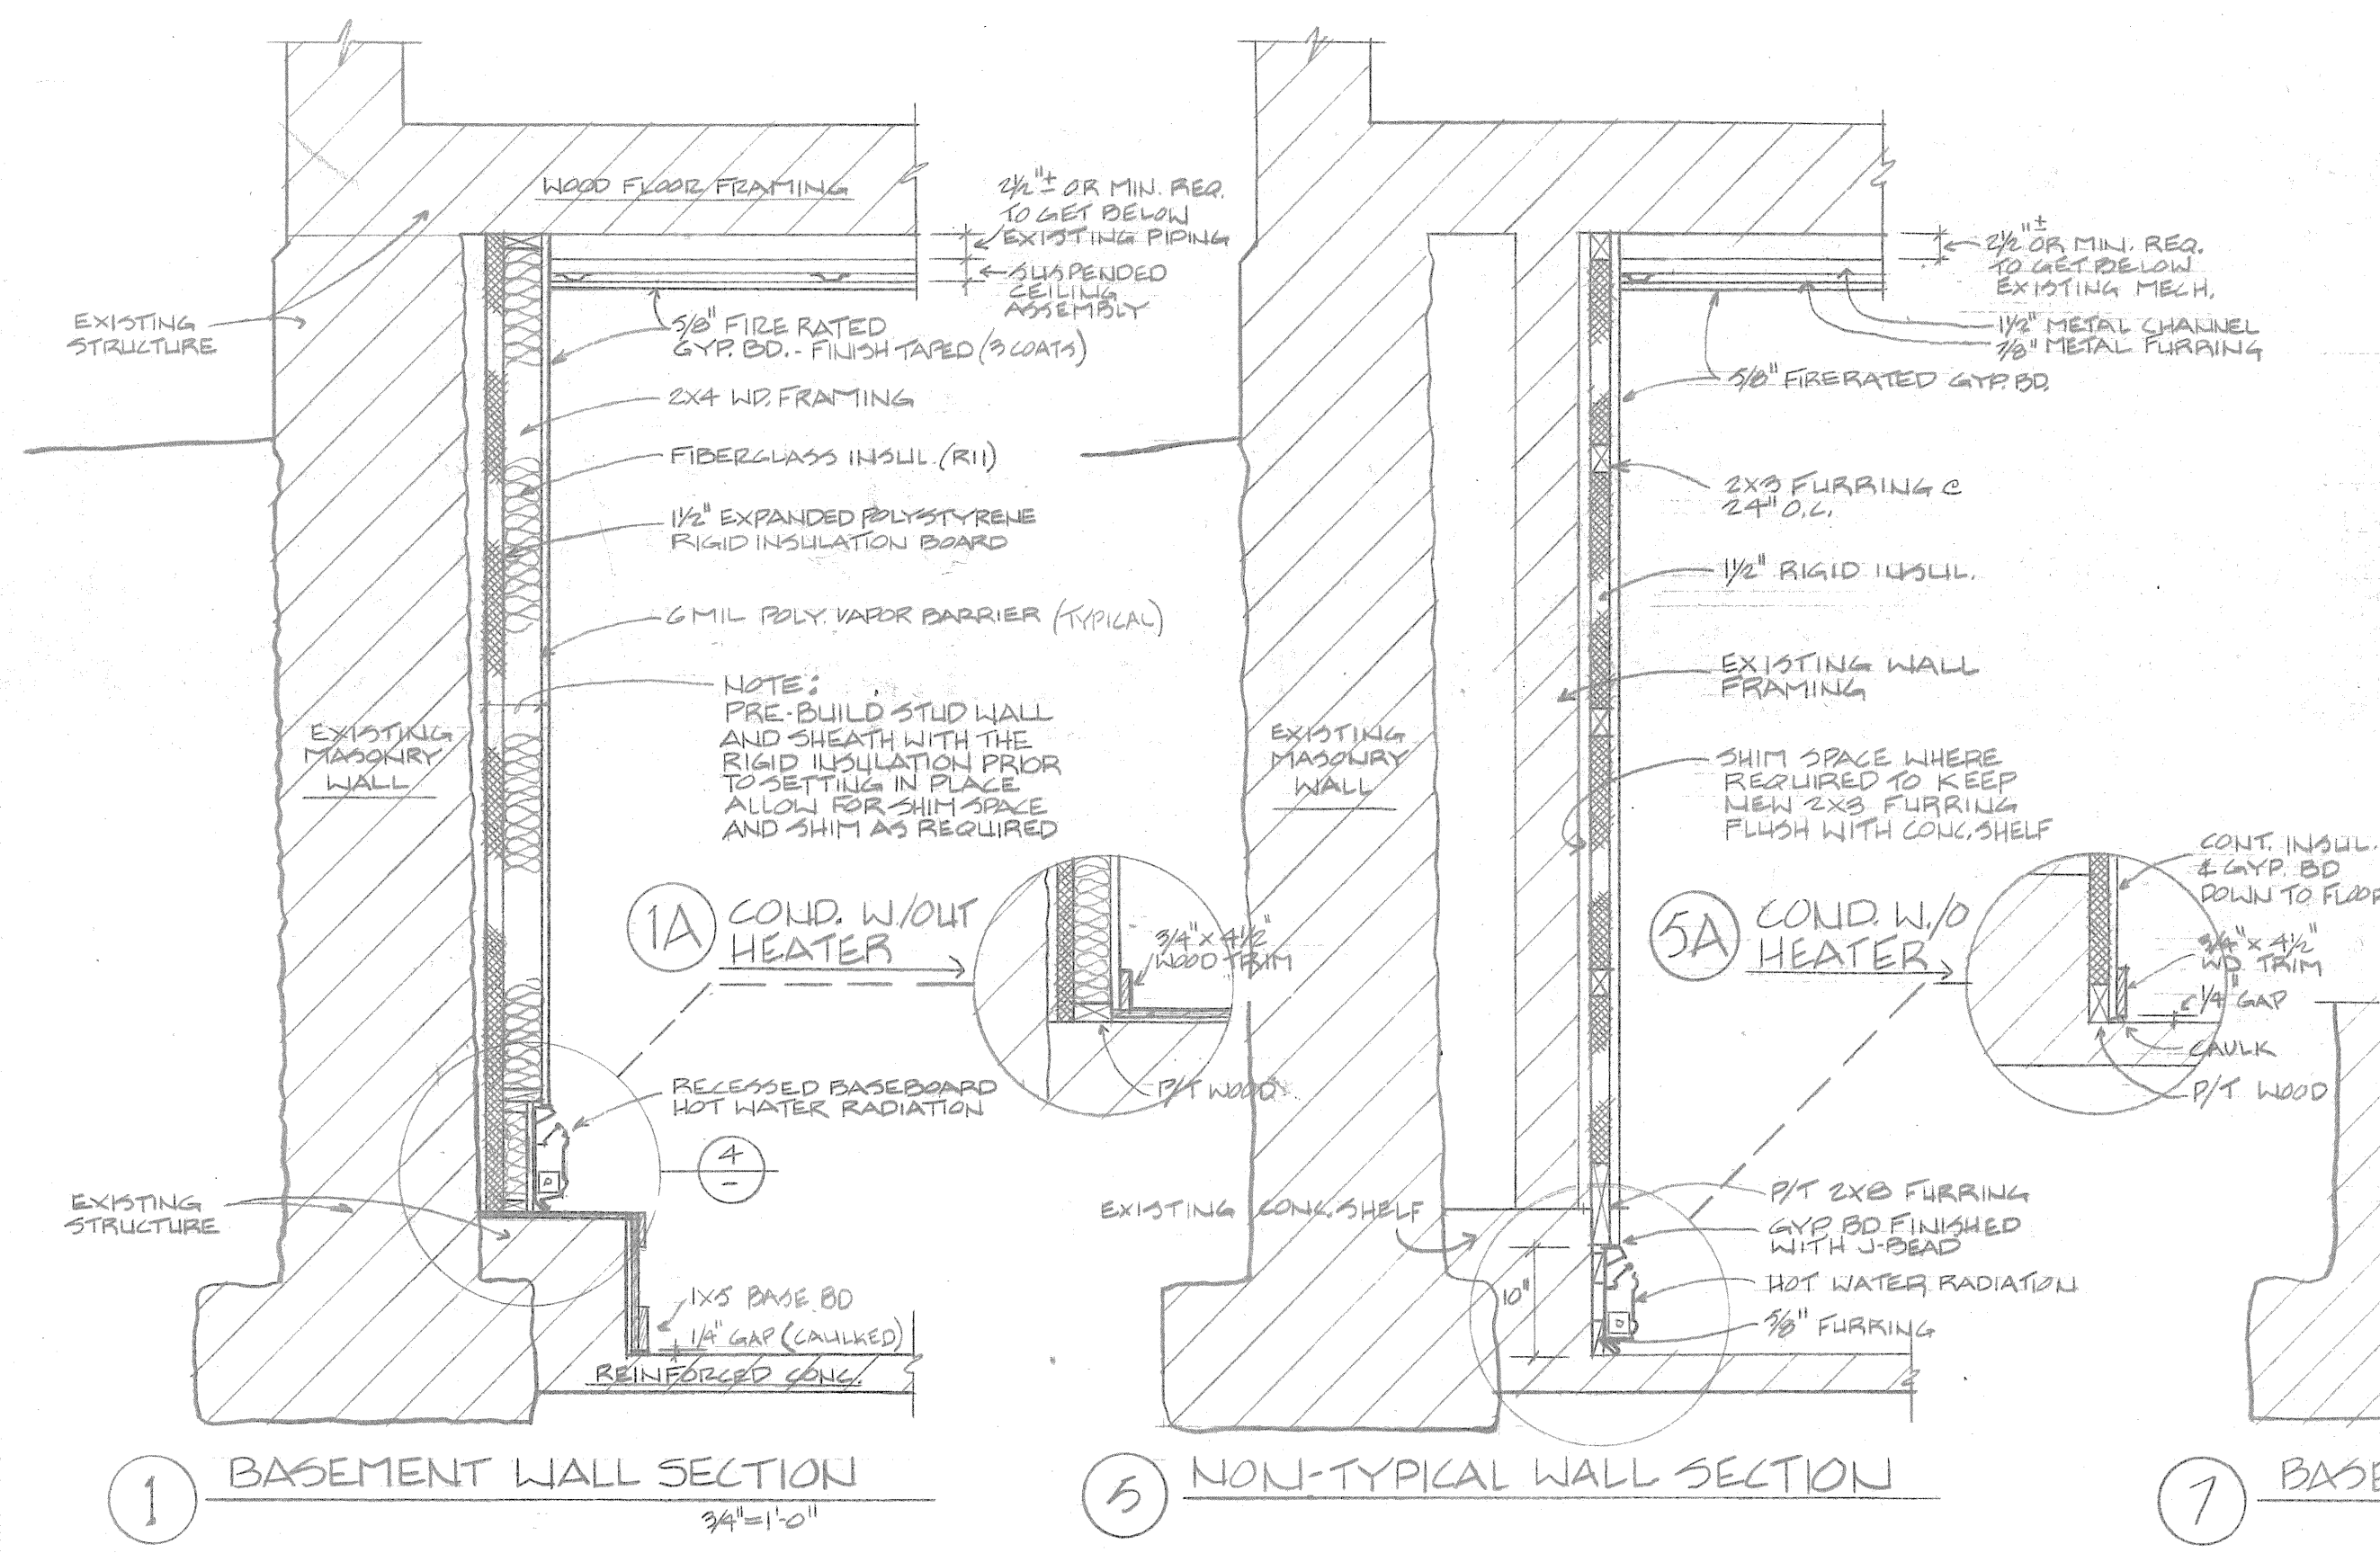 WOOD FLOOR FRAMING
2½"± OR MIN. REQ.
TO GET BELOW
EXISTING PIPING
SUSPENDED
CEILING
ASSEMBLY
EXISTING
STRUCTURE
5/8" FIRE RATED
GYP. BD. - FINISH TAPED (3 COATS)
2X4 WD. FRAMING
FIBERGLASS INSUL. (R11)
1½" EXPANDED POLYSTYRENE
RIGID INSULATION BOARD
6 MIL POLY. VAPOR BARRIER (TYPICAL)
NOTE:
PRE-BUILD STUD WALL
AND SHEATH WITH THE
RIGID INSULATION PRIOR
TO SETTING IN PLACE
ALLOW FOR SHIM SPACE
AND SHIM AS REQUIRED
EXISTING
MASONRY
WALL
1A
COND. W./OUT
HEATER
3/4" X 4½"
WOOD TRIM
P/T WOOD
RECESSED BASEBOARD
HOT WATER RADIATION
4
-
P
EXISTING
STRUCTURE
1X5 BASE BD
1/4" GAP (CAULKED)
REINFORCED CONC.
1
BASEMENT WALL SECTION
3/4"=1'-0"
2½"± OR MIN. REQ.
TO GET BELOW
EXISTING MECH.
1½" METAL CHANNEL
7/8" METAL FURRING
5/8" FIRERATED GYP. BD.
2X3 FURRING @
24" O.C.
1½" RIGID INSUL.
EXISTING WALL
FRAMING
EXISTING
MASONRY
WALL
SHIM SPACE WHERE
REQUIRED TO KEEP
NEW 2X3 FURRING
FLUSH WITH CONC. SHELF
5A
COND. W./O
HEATER
CONT. INSUL.
& GYP. BD
DOWN TO FLOOR
3/4" X 4½"
WD. TRIM
1/4" GAP
CAULK
P/T WOOD
EXISTING CONC. SHELF
P/T 2X8 FURRING
GYP. BD FINISHED
WITH J-BEAD
HOT WATER RADIATION
5/8" FURRING
10"
5
NON-TYPICAL WALL SECTION
7
BASE